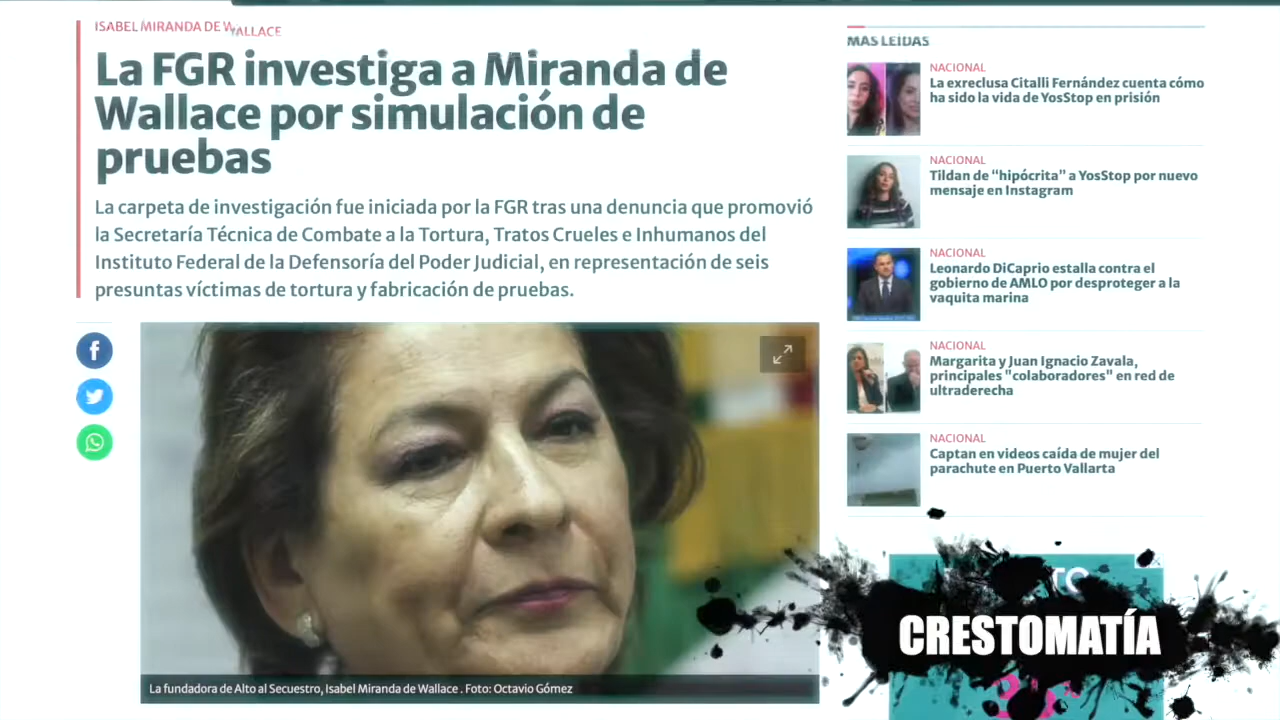 ISABEL MIRANDA DE WALLACE
La FGR investiga a Miranda de
Wallace por simulación de
pruebas
La carpeta de investigación fue iniciada por la FGR tras una denuncia que promovió
la Secretaría Técnica de Combate a la Tortura, Tratos Crueles e Inhumanos del
Instituto Federal de la Defensoría del Poder Judicial, en representación de seis
presuntas víctimas de tortura y fabricación de pruebas.
La fundadora de Alto al Secuestro, Isabel Miranda de Wallace . Foto: Octavio Gómez
MÁS LEÍDAS
NACIONAL
La exreclusa Citalli Fernández cuenta cómo
ha sido la vida de YosStop en prisión
NACIONAL
Tildan de “hipócrita” a YosStop por nuevo
mensaje en Instagram
NACIONAL
Leonardo DiCaprio estalla contra el
gobierno de AMLO por desproteger a la
vaquita marina
NACIONAL
Margarita y Juan Ignacio Zavala,
principales "colaboradores" en red de
ultraderecha
NACIONAL
Captan en videos caída de mujer del
parachute en Puerto Vallarta
CRESTOMATÍA